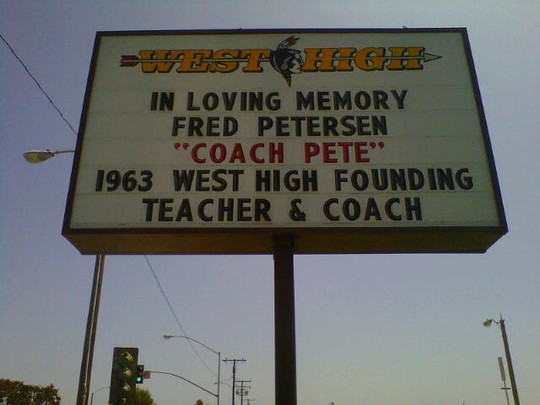 WEST HIGH
IN LOVING MEMORY
FRED PETERSEN
"COACH PETE"
1963 WEST HIGH FOUNDING
TEACHER & COACH